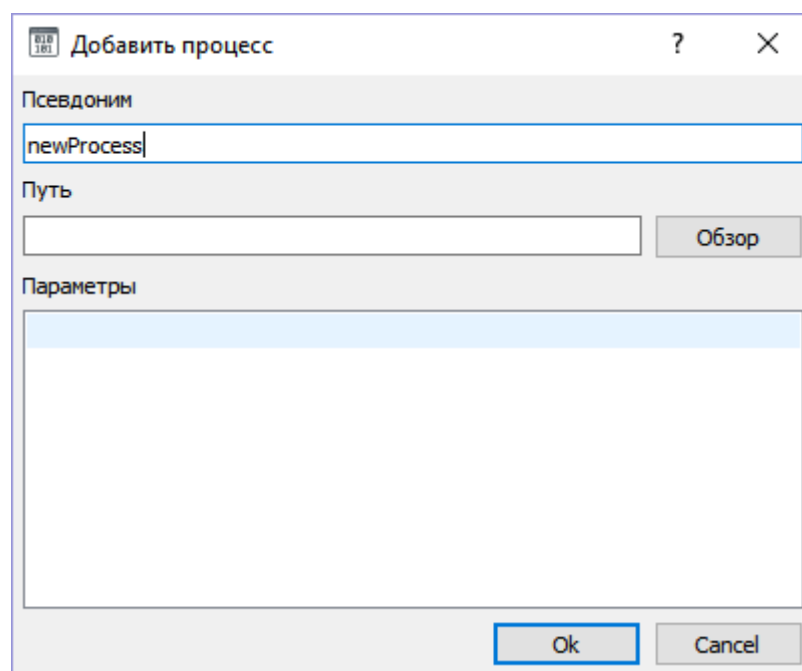 Добавить процесс
Псевдоним
newProcess
Путь
Обзор
Параметры
Ok Cancel